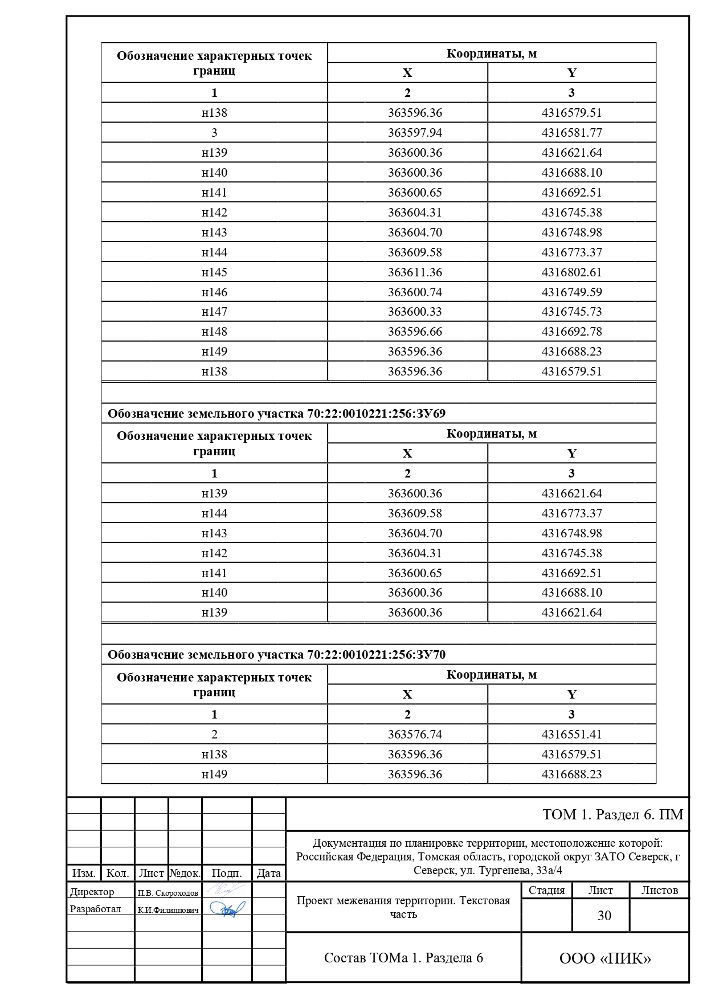 Обозначение характерных точек границ
Координаты, м
X Y
1 2 3
н138 363596.36 4316579.51
3 363597.94 4316581.77
н139 363600.36 4316621.64
н140 363600.36 4316688.10
н141 363600.65 4316692.51
н142 363604.31 4316745.38
н143 363604.70 4316748.98
н144 363609.58 4316773.37
н145 363611.36 4316802.61
н146 363600.74 4316749.59
н147 363600.33 4316745.73
н148 363596.66 4316692.78
н149 363596.36 4316688.23
н138 363596.36 4316579.51
Обозначение земельного участка 70:22:0010221:256:ЗУ69
Обозначение характерных точек границ
Координаты, м
X Y
1 2 3
н139 363600.36 4316621.64
н144 363609.58 4316773.37
н143 363604.70 4316748.98
н142 363604.31 4316745.38
н141 363600.65 4316692.51
н140 363600.36 4316688.10
н139 363600.36 4316621.64
Обозначение земельного участка 70:22:0010221:256:ЗУ70
Обозначение характерных точек границ
Координаты, м
X Y
1 2 3
2 363576.74 4316551.41
н138 363596.36 4316579.51
н149 363596.36 4316688.23
ТОМ 1. Раздел 6. ПМ
Документация по планировке территории, местоположение которой:
Российская Федерация, Томская область, городской округ ЗАТО Северск, г
Северск, ул. Тургенева, 33а/4
Изм. Кол. Лист №док. Подп. Дата
Директор П.В. Скороходов
Разработал К.И.Филиппович
Проект межевания территории. Текстовая
часть
Стадия Лист Листов
30
Состав ТОМа 1. Раздела 6
ООО «ПИК»